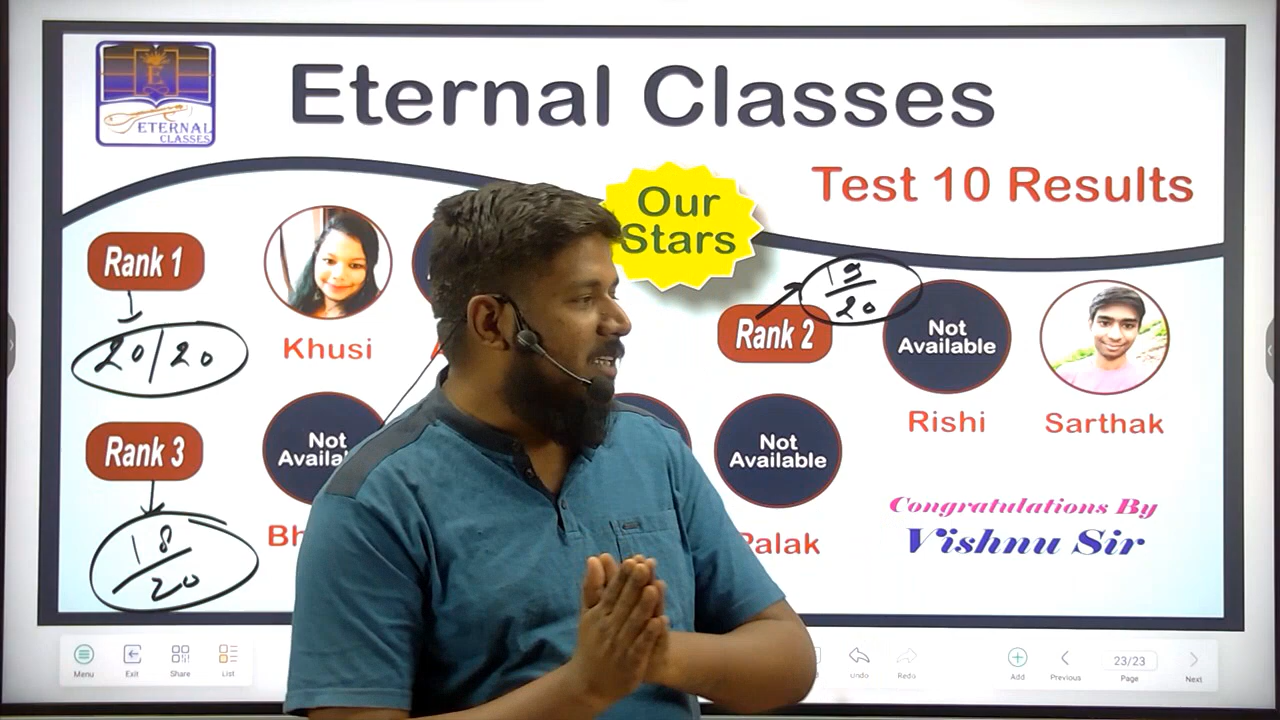 E
ETERNAL
CLASSES
Eternal Classes
Test 10 Results
Our
Stars
Rank 1
20/20
Khusi
Rank 2
19/20
Not
Available
Rishi
Sarthak
Rank 3
18/20
Not
Not
Available
Palak
Congratulations By
Vishnu Sir
Menu
Exit
Share
List
Undo
Redo
Add
Previous
23/23
Page
Next